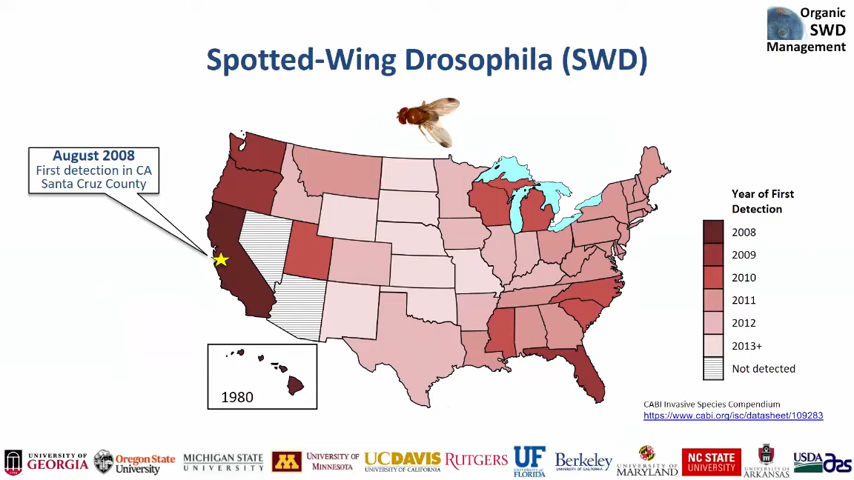 Organic
SWD
Management
Spotted-Wing Drosophila (SWD)
August 2008
First detection in CA
Santa Cruz County
Year of First
Detection
2008
2009
2010
2011
2012
2013+
Not detected
1980
CABI Invasive Species Compendium
https://www.cabi.org/isc/datasheet/109283
UNIVERSITY OF
GEORGIA
Oregon State
University
MICHIGAN STATE
UNIVERSITY
M
UNIVERSITY OF
MINNESOTA
UCDAVIS
UNIVERSITY OF CALIFORNIA
RUTGERS
UF
UNIVERSITY of
FLORIDA
Berkeley
UNIVERSITY OF CALIFORNIA
UNIVERSITY OF
MARYLAND
NC STATE
UNIVERSITY
UNIVERSITY OF
ARKANSAS
USDA
ars